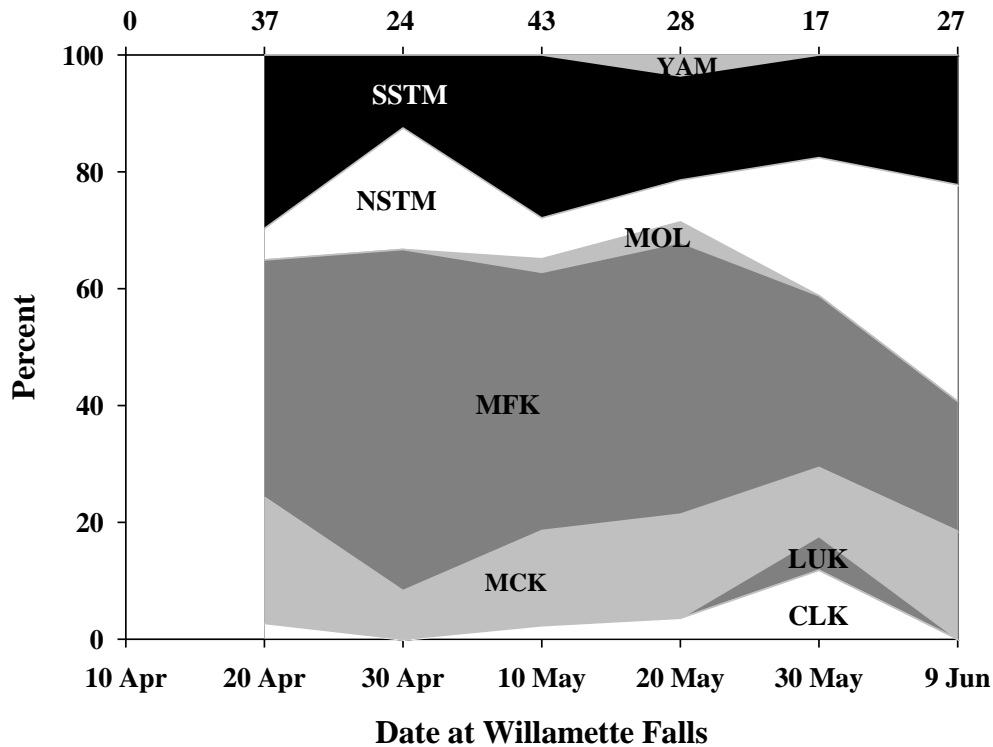 0 37 24 43 28 17 27
100
YAM
SSTM
80
NSTM
MOL
60
Percent
40
MFK
20
MCK
LUK
CLK
0
10 Apr 20 Apr 30 Apr 10 May 20 May 30 May 9 Jun
Date at Willamette Falls